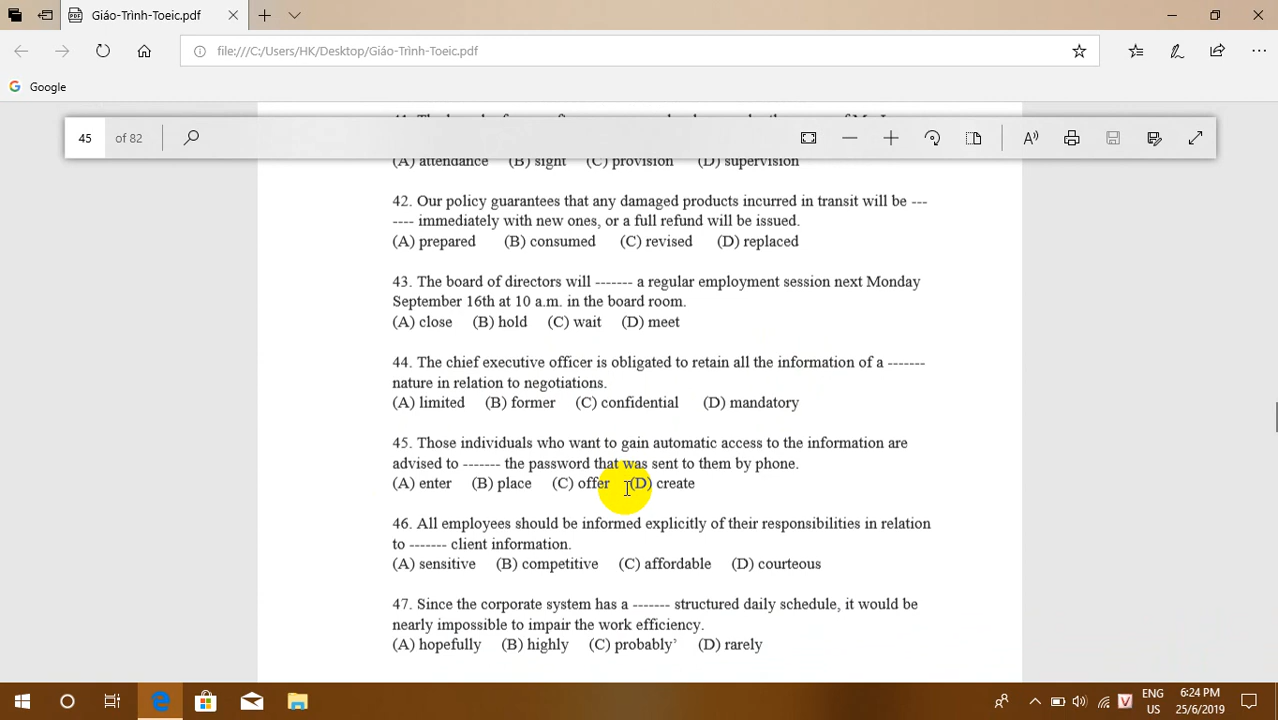 Giáo-Trình-Toeic.pdf
file:///C:/Users/HK/Desktop/Giáo-Trình-Toeic.pdf
Google
45 of 82
(A) attendance (B) sight (C) provision (D) supervision
42. Our policy guarantees that any damaged products incurred in transit will be ---
---- immediately with new ones, or a full refund will be issued.
(A) prepared (B) consumed (C) revised (D) replaced
43. The board of directors will ------- a regular employment session next Monday
September 16th at 10 a.m. in the board room.
(A) close (B) hold (C) wait (D) meet
44. The chief executive officer is obligated to retain all the information of a -------
nature in relation to negotiations.
(A) limited (B) former (C) confidential (D) mandatory
45. Those individuals who want to gain automatic access to the information are
advised to ------- the password that was sent to them by phone.
(A) enter (B) place (C) offer (D) create
46. All employees should be informed explicitly of their responsibilities in relation
to ------- client information.
(A) sensitive (B) competitive (C) affordable (D) courteous
47. Since the corporate system has a ------- structured daily schedule, it would be
nearly impossible to impair the work efficiency.
(A) hopefully (B) highly (C) probably’ (D) rarely
ENG
US
6:24 PM
25/6/2019